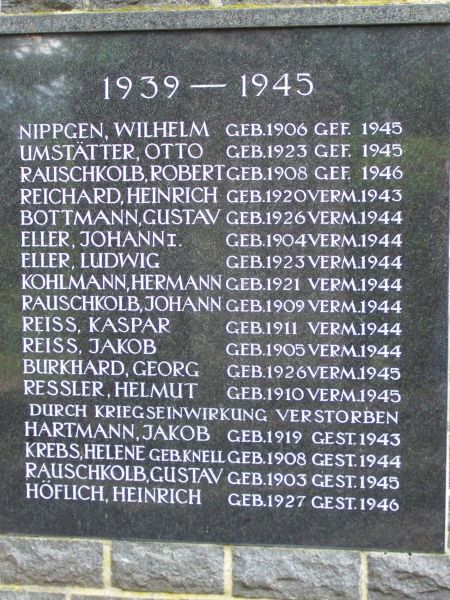 1939 — 1945
NIPPGEN, WILHELM GEB.1906 GEF. 1945
UMSTÄTTER, OTTO GEB.1923 GEF. 1945
RAUSCHKOLB, ROBERT GEB.1908 GEF. 1946
REICHARD, HEINRICH GEB.1920 VERM.1943
BOTTMANN, GUSTAV GEB.1926 VERM.1944
ELLER, JOHANN I. GEB.1904 VERM.1944
ELLER, LUDWIG GEB.1923 VERM.1944
KOHLMANN, HERMANN GEB.1921 VERM.1944
RAUSCHKOLB, JOHANN GEB.1909 VERM.1944
REISS, KASPAR GEB.1911 VERM.1944
REISS, JAKOB GEB.1905 VERM.1944
BURKHARD, GEORG GEB.1926 VERM.1945
RESSLER, HELMUT GEB.1910 VERM.1945
DURCH KRIEGSEINWIRKUNG VERSTORBEN
HARTMANN, JAKOB GEB.1919 GEST.1943
KREBS, HELENE GEB.KNELL GEB.1908 GEST.1944
RAUSCHKOLB, GUSTAV GEB.1903 GEST.1945
HÖFLICH, HEINRICH GEB.1927 GEST.1946